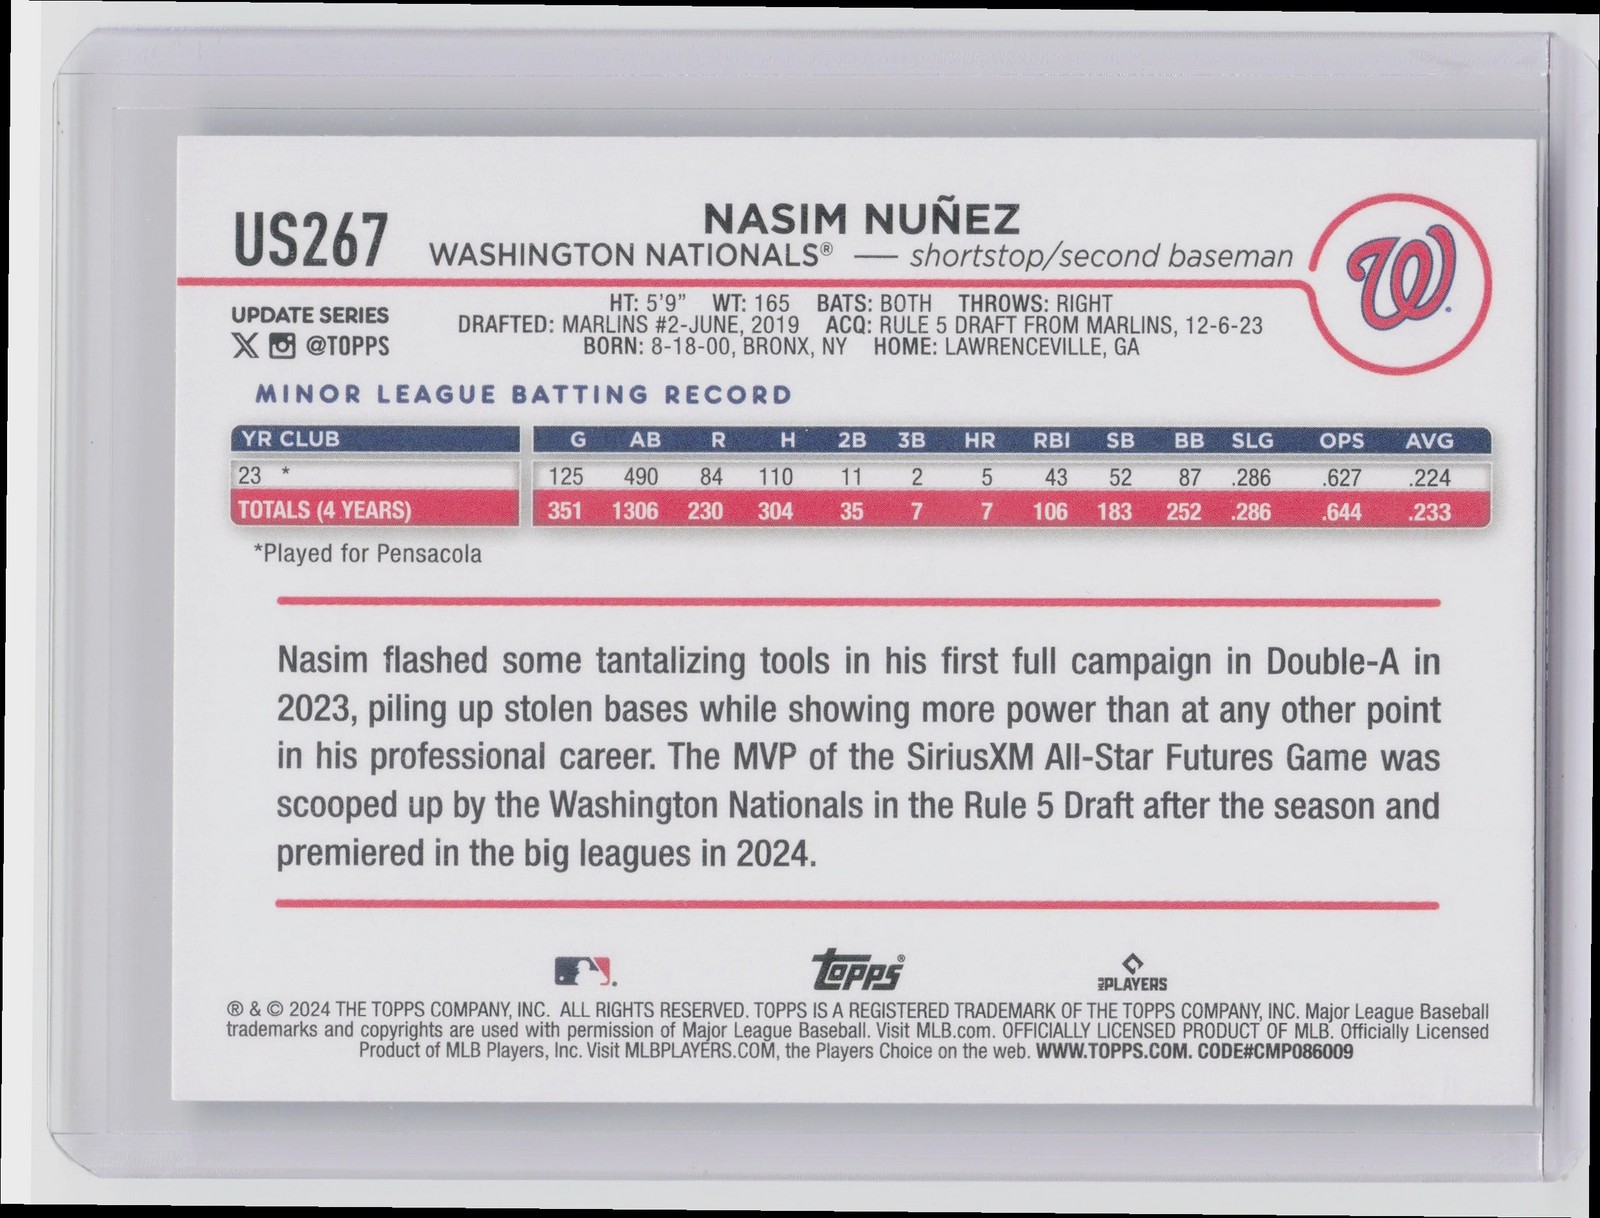 US267
NASIM NUÑEZ
WASHINGTON NATIONALS® — shortstop/second baseman
W
UPDATE SERIES
X @TOPPS
HT: 5'9" WT: 165 BATS: BOTH THROWS: RIGHT
DRAFTED: MARLINS #2-JUNE, 2019 ACQ: RULE 5 DRAFT FROM MARLINS, 12-6-23
BORN: 8-18-00, BRONX, NY HOME: LAWRENCEVILLE, GA
MINOR LEAGUE BATTING RECORD
YR CLUB G AB R H 2B 3B HR RBI SB BB SLG OPS AVG
23 * 125 490 84 110 11 2 5 43 52 87 .286 .627 .224
TOTALS (4 YEARS) 351 1306 230 304 35 7 7 106 183 252 .286 .644 .233
*Played for Pensacola
Nasim flashed some tantalizing tools in his first full campaign in Double-A in
2023, piling up stolen bases while showing more power than at any other point
in his professional career. The MVP of the SiriusXM All-Star Futures Game was
scooped up by the Washington Nationals in the Rule 5 Draft after the season and
premiered in the big leagues in 2024.
topps®
MLB PLAYERS
® & © 2024 THE TOPPS COMPANY, INC. ALL RIGHTS RESERVED. TOPPS IS A REGISTERED TRADEMARK OF THE TOPPS COMPANY, INC. Major League Baseball
trademarks and copyrights are used with permission of Major League Baseball. Visit MLB.com. OFFICIALLY LICENSED PRODUCT OF MLB. Officially Licensed
Product of MLB Players, Inc. Visit MLBPLAYERS.COM, the Players Choice on the web. WWW.TOPPS.COM. CODE#CMP086009